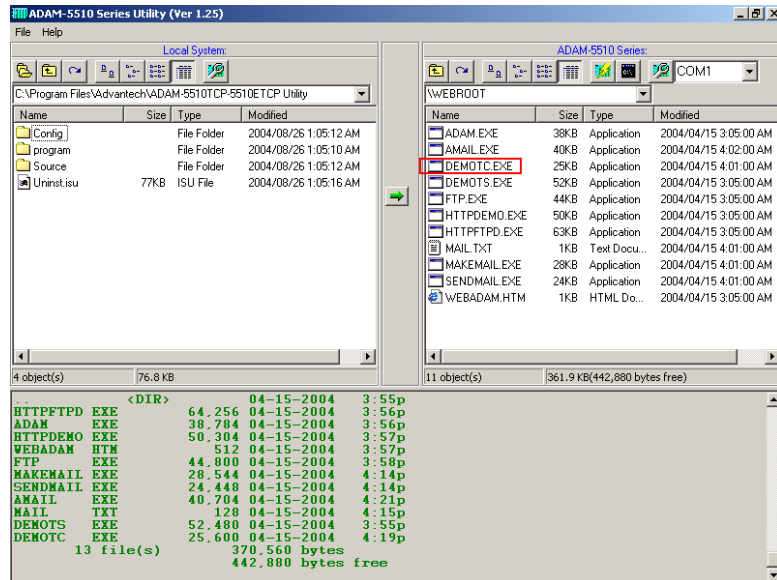 ADAM-5510 Series Utility (Ver 1.25)
File Help
Local System:
C:\Program Files\Advantech\ADAM-5510TCP-5510ETCP Utility
Name Size Type Modified
Config File Folder 2004/08/26 1:05:12 AM
program File Folder 2004/08/26 1:05:10 AM
Source File Folder 2004/08/26 1:05:12 AM
Uninst.isu 77KB ISU File 2004/08/26 1:05:16 AM
4 object(s) 76.8 KB
ADAM-5510 Series:
COM1
\WEBROOT
Name Size Type Modified
ADAM.EXE 38KB Application 2004/04/15 3:05:00 AM
AMAIL.EXE 40KB Application 2004/04/15 4:02:00 AM
DEMOTC.EXE 25KB Application 2004/04/15 4:01:00 AM
DEMOTS.EXE 52KB Application 2004/04/15 3:05:00 AM
FTP.EXE 44KB Application 2004/04/15 3:05:00 AM
HTTPDEMO.EXE 50KB Application 2004/04/15 3:05:00 AM
HTTPFTPD.EXE 63KB Application 2004/04/15 3:05:00 AM
MAIL.TXT 1KB Text Docu... 2004/04/15 4:01:00 AM
MAKEMAIL.EXE 28KB Application 2004/04/15 4:01:00 AM
SENDMAIL.EXE 24KB Application 2004/04/15 4:01:00 AM
WEBADAM.HTM 1KB HTML Do... 2004/04/15 3:05:00 AM
11 object(s) 361.9 KB(442,880 bytes free)
.. <DIR> 04-15-2004 3:55p
HTTPFTPD EXE 64,256 04-15-2004 3:56p
ADAM EXE 38,784 04-15-2004 3:56p
HTTPDEMO EXE 50,304 04-15-2004 3:57p
WEBADAM HTM 512 04-15-2004 3:57p
FTP EXE 44,800 04-15-2004 3:58p
MAKEMAIL EXE 28,544 04-15-2004 4:14p
SENDMAIL EXE 24,448 04-15-2004 4:14p
AMAIL EXE 40,704 04-15-2004 4:21p
MAIL TXT 128 04-15-2004 4:15p
DEMOTS EXE 52,480 04-15-2004 3:55p
DEMOTC EXE 25,600 04-15-2004 4:19p
13 file(s) 370,560 bytes
442,880 bytes free